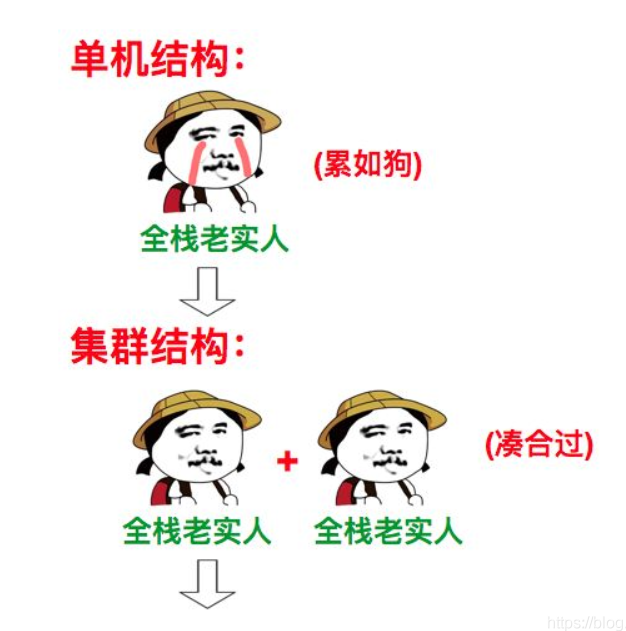 单机结构：
(累如狗)
全栈老实人
集群结构：
+
(凑合过)
全栈老实人 全栈老实人
https://blog.